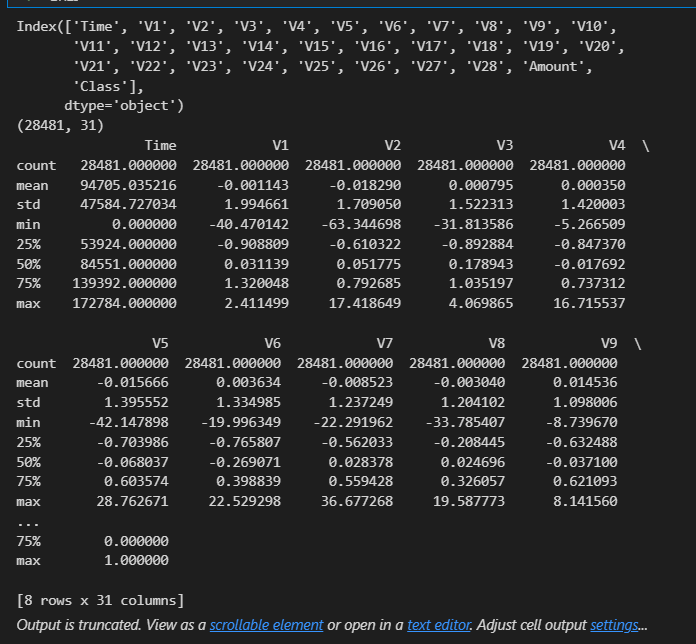 Index(['Time', 'V1', 'V2', 'V3', 'V4', 'V5', 'V6', 'V7', 'V8', 'V9', 'V10',
       'V11', 'V12', 'V13', 'V14', 'V15', 'V16', 'V17', 'V18', 'V19', 'V20',
       'V21', 'V22', 'V23', 'V24', 'V25', 'V26', 'V27', 'V28', 'Amount',
       'Class'],
      dtype='object')
(28481, 31)
                Time            V1            V2            V3            V4  \
count   28481.000000  28481.000000  28481.000000  28481.000000  28481.000000
mean    94705.035216     -0.001143     -0.018290      0.000795      0.000350
std     47584.727034      1.994661      1.709050      1.522313      1.420003
min         0.000000    -40.470142    -63.344698    -31.813586     -5.266509
25%     53924.000000     -0.908809     -0.610322     -0.892884     -0.847370
50%     84551.000000      0.031139      0.051775      0.178943     -0.017692
75%    139392.000000      1.320048      0.792685      1.035197      0.737312
max    172784.000000      2.411499     17.418649      4.069865     16.715537
                 V5            V6            V7            V8            V9  \
count  28481.000000  28481.000000  28481.000000  28481.000000  28481.000000
mean      -0.015666      0.003634     -0.008523     -0.003040      0.014536
std        1.395552      1.334985      1.237249      1.204102      1.098006
min      -42.147898    -19.996349    -22.291962    -33.785407     -8.739670
25%       -0.703986     -0.765807     -0.562033     -0.208445     -0.632488
50%       -0.068037     -0.269071      0.028378      0.024696     -0.037100
75%        0.603574      0.398839      0.559428      0.326057      0.621093
max       28.762671     22.529298     36.677268     19.587773      8.141560
...
75%        0.000000
max        1.000000
[8 rows x 31 columns]
Output is truncated. View as a scrollable element or open in a text editor. Adjust cell output settings...